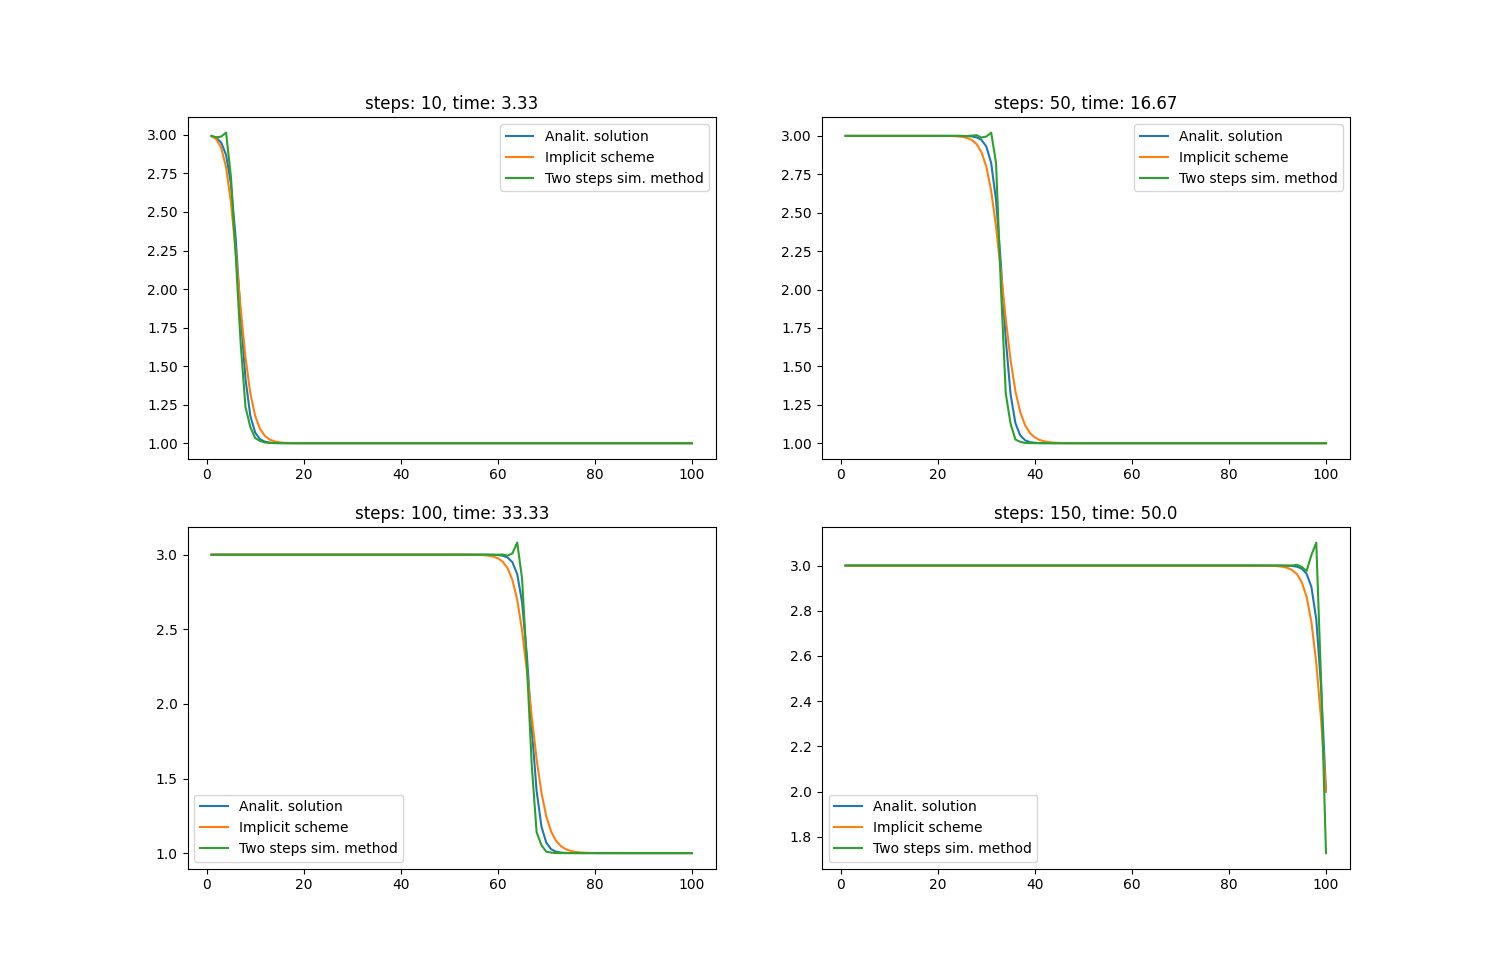 steps: 10, time: 3.33
3.00
2.75
2.50
2.25
2.00
1.75
1.50
1.25
1.00
Analit. solution
Implicit scheme
Two steps sim. method
0 20 40 60 80 100
steps: 50, time: 16.67
3.00
2.75
2.50
2.25
2.00
1.75
1.50
1.25
1.00
Analit. solution
Implicit scheme
Two steps sim. method
0 20 40 60 80 100
steps: 100, time: 33.33
3.0
2.5
2.0
1.5
1.0
Analit. solution
Implicit scheme
Two steps sim. method
0 20 40 60 80 100
steps: 150, time: 50.0
3.0
2.8
2.6
2.4
2.2
2.0
1.8
Analit. solution
Implicit scheme
Two steps sim. method
0 20 40 60 80 100